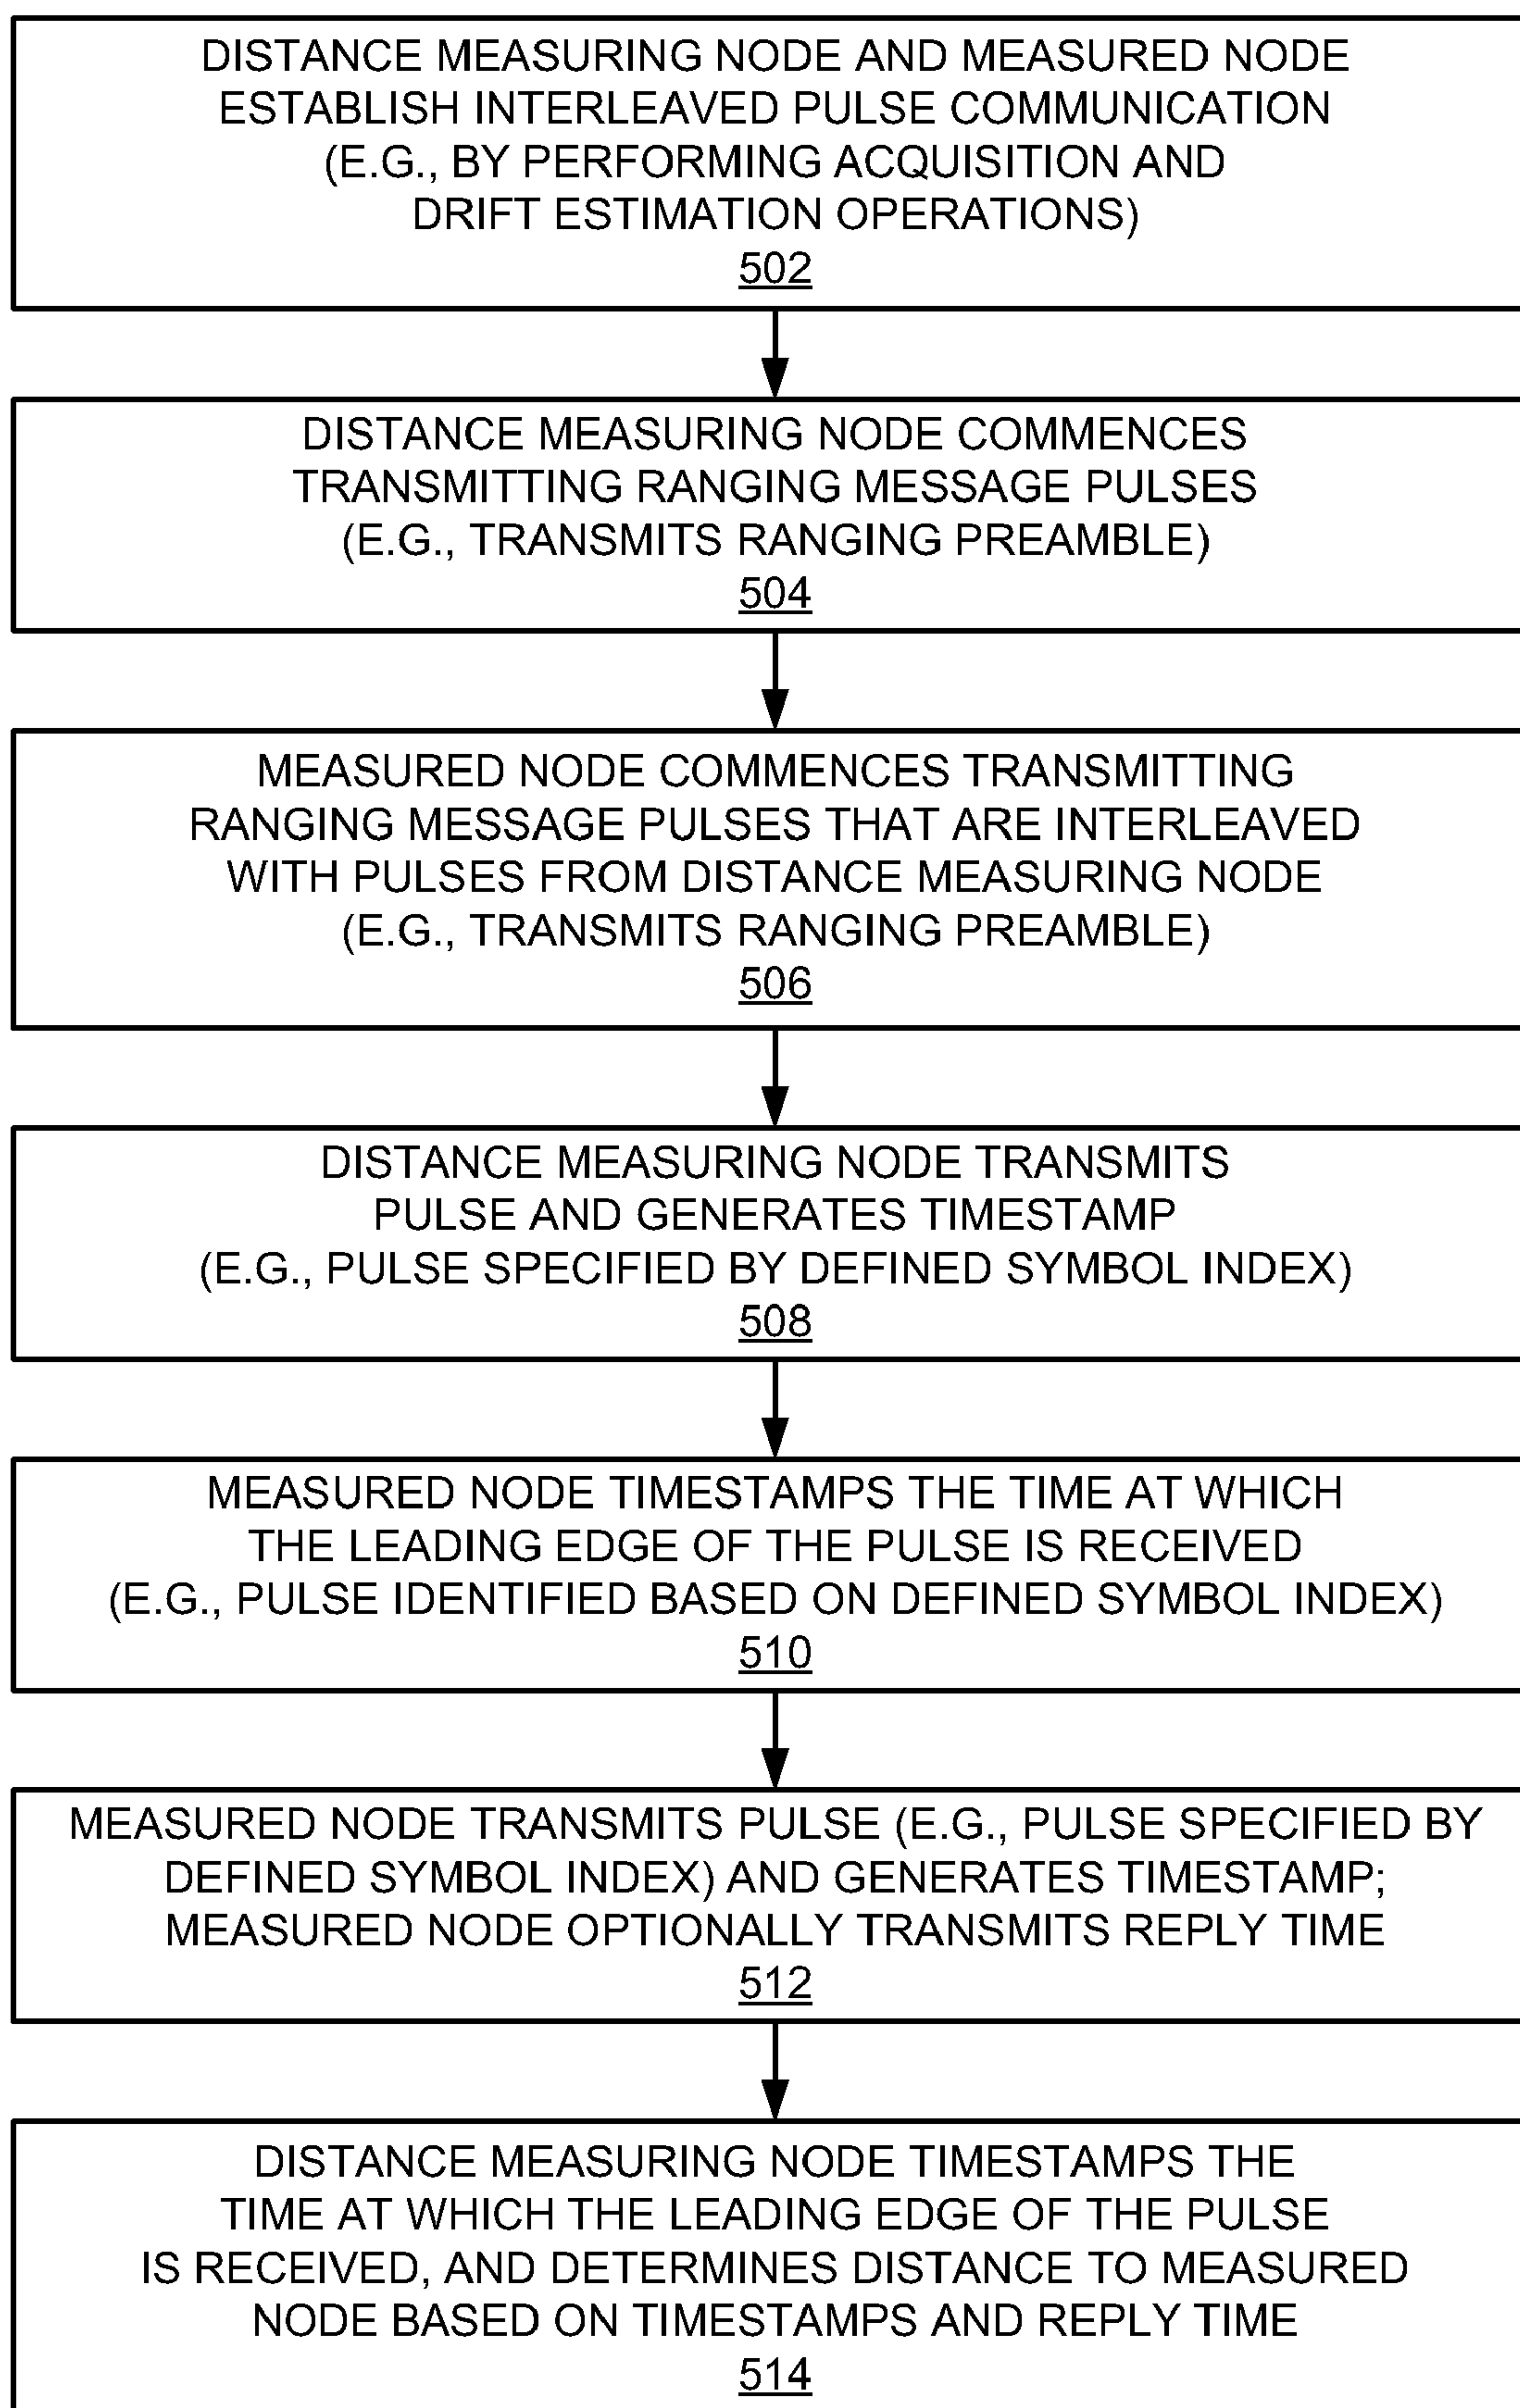 DISTANCE MEASURING NODE AND MEASURED NODE
ESTABLISH INTERLEAVED PULSE COMMUNICATION
(E.G., BY PERFORMING ACQUISITION AND
DRIFT ESTIMATION OPERATIONS)
502
DISTANCE MEASURING NODE COMMENCES
TRANSMITTING RANGING MESSAGE PULSES
(E.G., TRANSMITS RANGING PREAMBLE)
504
MEASURED NODE COMMENCES TRANSMITTING
RANGING MESSAGE PULSES THAT ARE INTERLEAVED
WITH PULSES FROM DISTANCE MEASURING NODE
(E.G., TRANSMITS RANGING PREAMBLE)
506
DISTANCE MEASURING NODE TRANSMITS
PULSE AND GENERATES TIMESTAMP
(E.G., PULSE SPECIFIED BY DEFINED SYMBOL INDEX)
508
MEASURED NODE TIMESTAMPS THE TIME AT WHICH
THE LEADING EDGE OF THE PULSE IS RECEIVED
(E.G., PULSE IDENTIFIED BASED ON DEFINED SYMBOL INDEX)
510
MEASURED NODE TRANSMITS PULSE (E.G., PULSE SPECIFIED BY
DEFINED SYMBOL INDEX) AND GENERATES TIMESTAMP;
MEASURED NODE OPTIONALLY TRANSMITS REPLY TIME
512
DISTANCE MEASURING NODE TIMESTAMPS THE
TIME AT WHICH THE LEADING EDGE OF THE PULSE
IS RECEIVED, AND DETERMINES DISTANCE TO MEASURED
NODE BASED ON TIMESTAMPS AND REPLY TIME
514